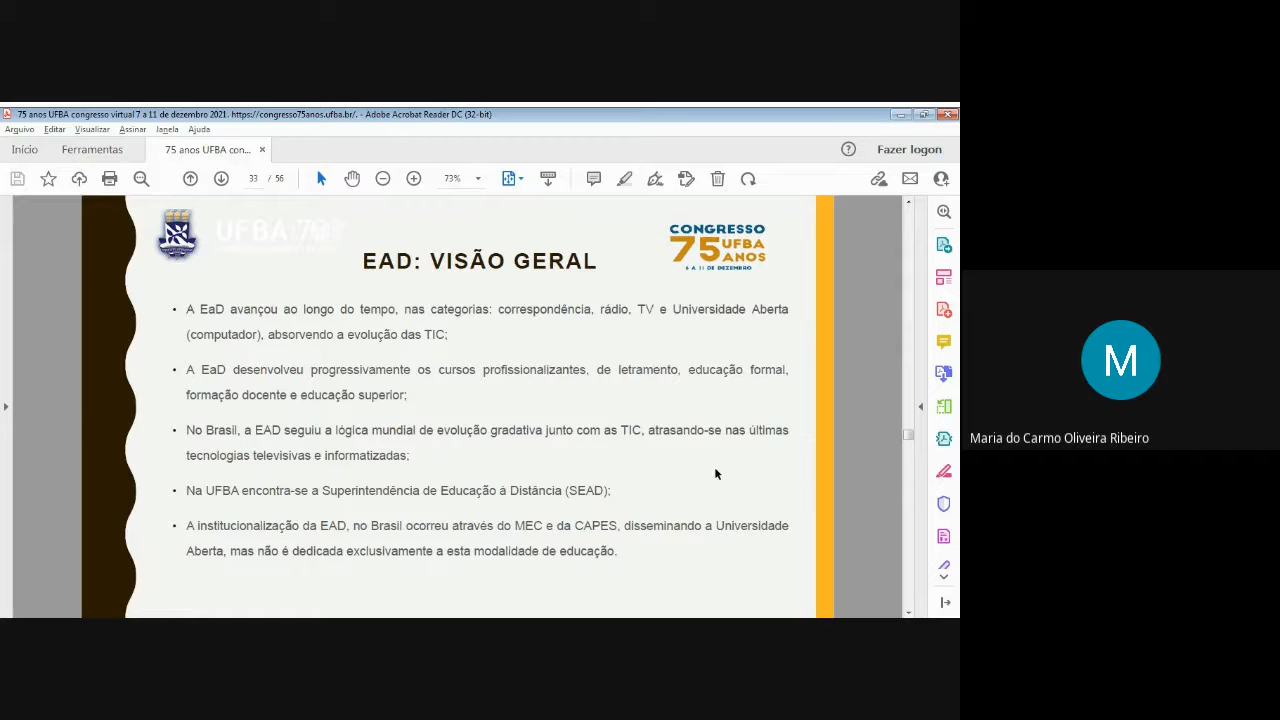 75 anos UFBA congresso virtual 7 a 11 de dezembro 2021. https://congresso75anos.ufba.br/. - Adobe Acrobat Reader DC (32-bit)
Arquivo Editar Visualizar Assinar Janela Ajuda
Início Ferramentas 75 anos UFBA con... × Fazer logon
33 / 56 73%
UFBA
CONGRESSO
75 UFBA ANOS
6 A 11 DE DEZEMBRO
EAD: VISÃO GERAL
• A EaD avançou ao longo do tempo, nas categorias: correspondência, rádio, TV e Universidade Aberta
(computador), absorvendo a evolução das TIC;
• A EaD desenvolveu progressivamente os cursos profissionalizantes, de letramento, educação formal,
formação docente e educação superior;
• No Brasil, a EAD seguiu a lógica mundial de evolução gradativa junto com as TIC, atrasando-se nas últimas
tecnologias televisivas e informatizadas;
• Na UFBA encontra-se a Superintendência de Educação à Distância (SEAD);
• A institucionalização da EAD, no Brasil ocorreu através do MEC e da CAPES, disseminando a Universidade
Aberta, mas não é dedicada exclusivamente a esta modalidade de educação.
M
Maria do Carmo Oliveira Ribeiro